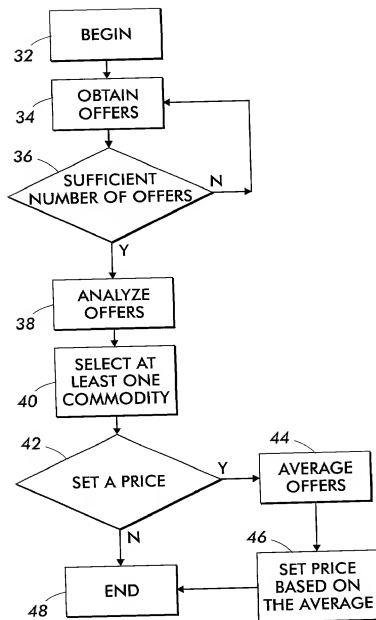 BEGIN
32
OBTAIN
OFFERS
34
36
SUFFICIENT
NUMBER OF OFFERS
N
Y
ANALYZE
OFFERS
38
SELECT AT
LEAST ONE
COMMODITY
40
42
SET A PRICE
Y
N
44
AVERAGE
OFFERS
46
SET PRICE
BASED ON
THE AVERAGE
END
48